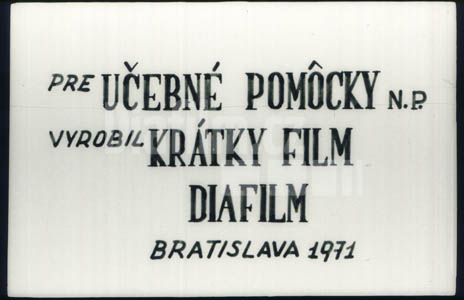 PRE UČEBNÉ POMÔCKY N.P.
VYROBIL KRÁTKY FILM
DIAFILM
BRATISLAVA 1971